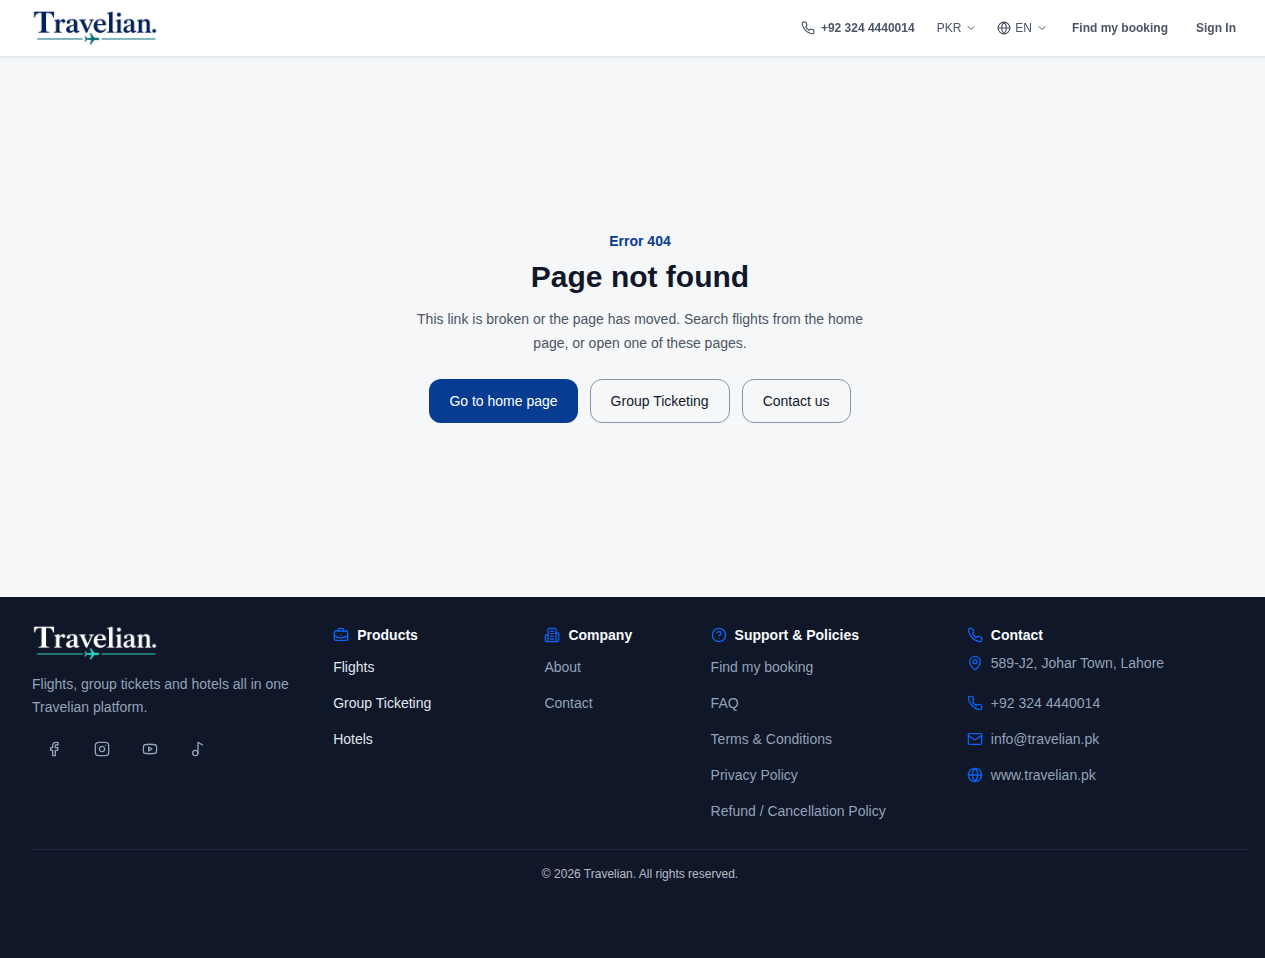 Travelian.
+92 324 4440014
PKR
EN
Find my booking
Sign In
Error 404
Page not found
This link is broken or the page has moved. Search flights from the home
page, or open one of these pages.
Go to home page
Group Ticketing
Contact us
Travelian.
Flights, group tickets and hotels all in one
Travelian platform.
Products
Flights
Group Ticketing
Hotels
Company
About
Contact
Support & Policies
Find my booking
FAQ
Terms & Conditions
Privacy Policy
Refund / Cancellation Policy
Contact
589-J2, Johar Town, Lahore
+92 324 4440014
info@travelian.pk
www.travelian.pk
© 2026 Travelian. All rights reserved.